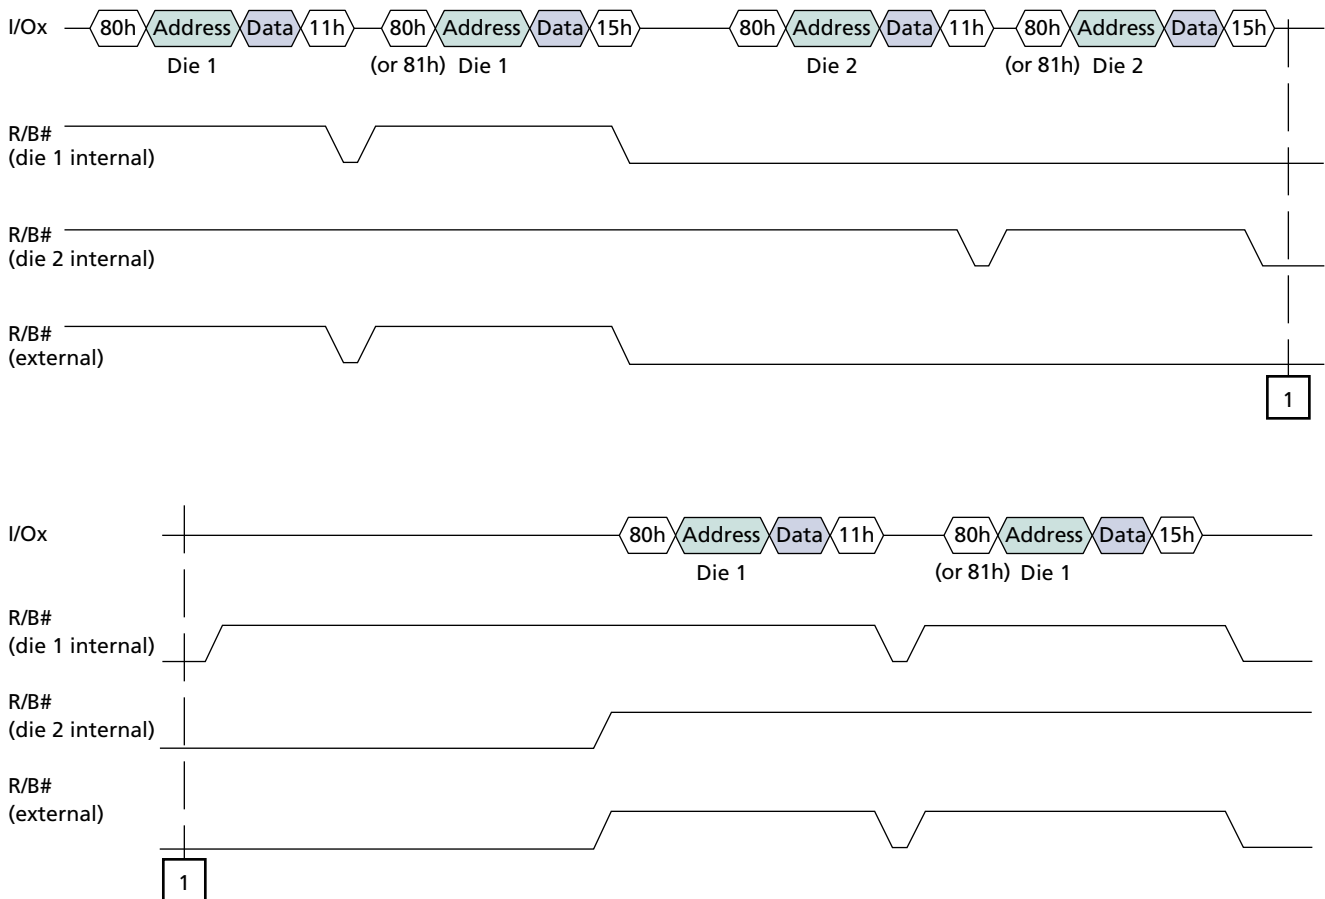 I/Ox 80h Address Data 11h 80h Address Data 15h 80h Address Data 11h 80h Address Data 15h
Die 1 (or 81h) Die 1 Die 2 (or 81h) Die 2
R/B#
(die 1 internal)
R/B#
(die 2 internal)
R/B#
(external)
1
I/Ox 80h Address Data 11h 80h Address Data 15h
Die 1 (or 81h) Die 1
R/B#
(die 1 internal)
R/B#
(die 2 internal)
R/B#
(external)
1